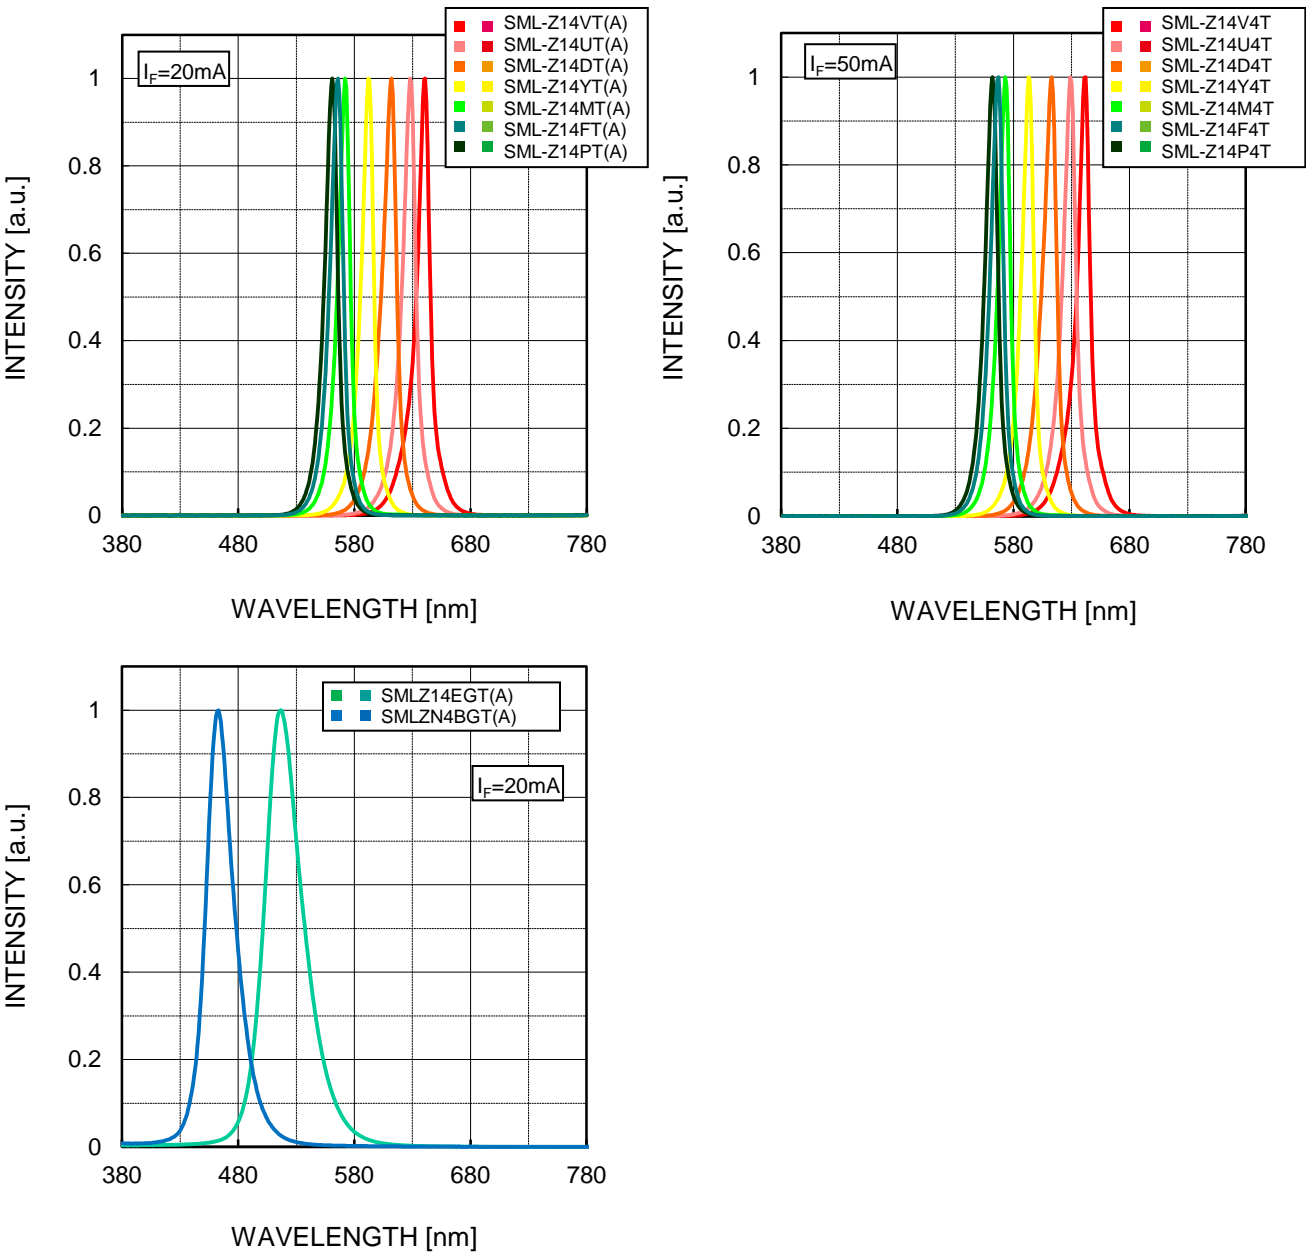 SML-Z14VT(A)
SML-Z14UT(A)
SML-Z14DT(A)
SML-Z14YT(A)
SML-Z14MT(A)
SML-Z14FT(A)
SML-Z14PT(A)
IF=20mA
1
0.8
0.6
0.4
0.2
0
INTENSITY [a.u.]
380 480 580 680 780
WAVELENGTH [nm]
SML-Z14V4T
SML-Z14U4T
SML-Z14D4T
SML-Z14Y4T
SML-Z14M4T
SML-Z14F4T
SML-Z14P4T
IF=50mA
1
0.8
0.6
0.4
0.2
0
INTENSITY [a.u.]
380 480 580 680 780
WAVELENGTH [nm]
SMLZ14EGT(A)
SMLZN4BGT(A)
IF=20mA
1
0.8
0.6
0.4
0.2
0
INTENSITY [a.u.]
380 480 580 680 780
WAVELENGTH [nm]